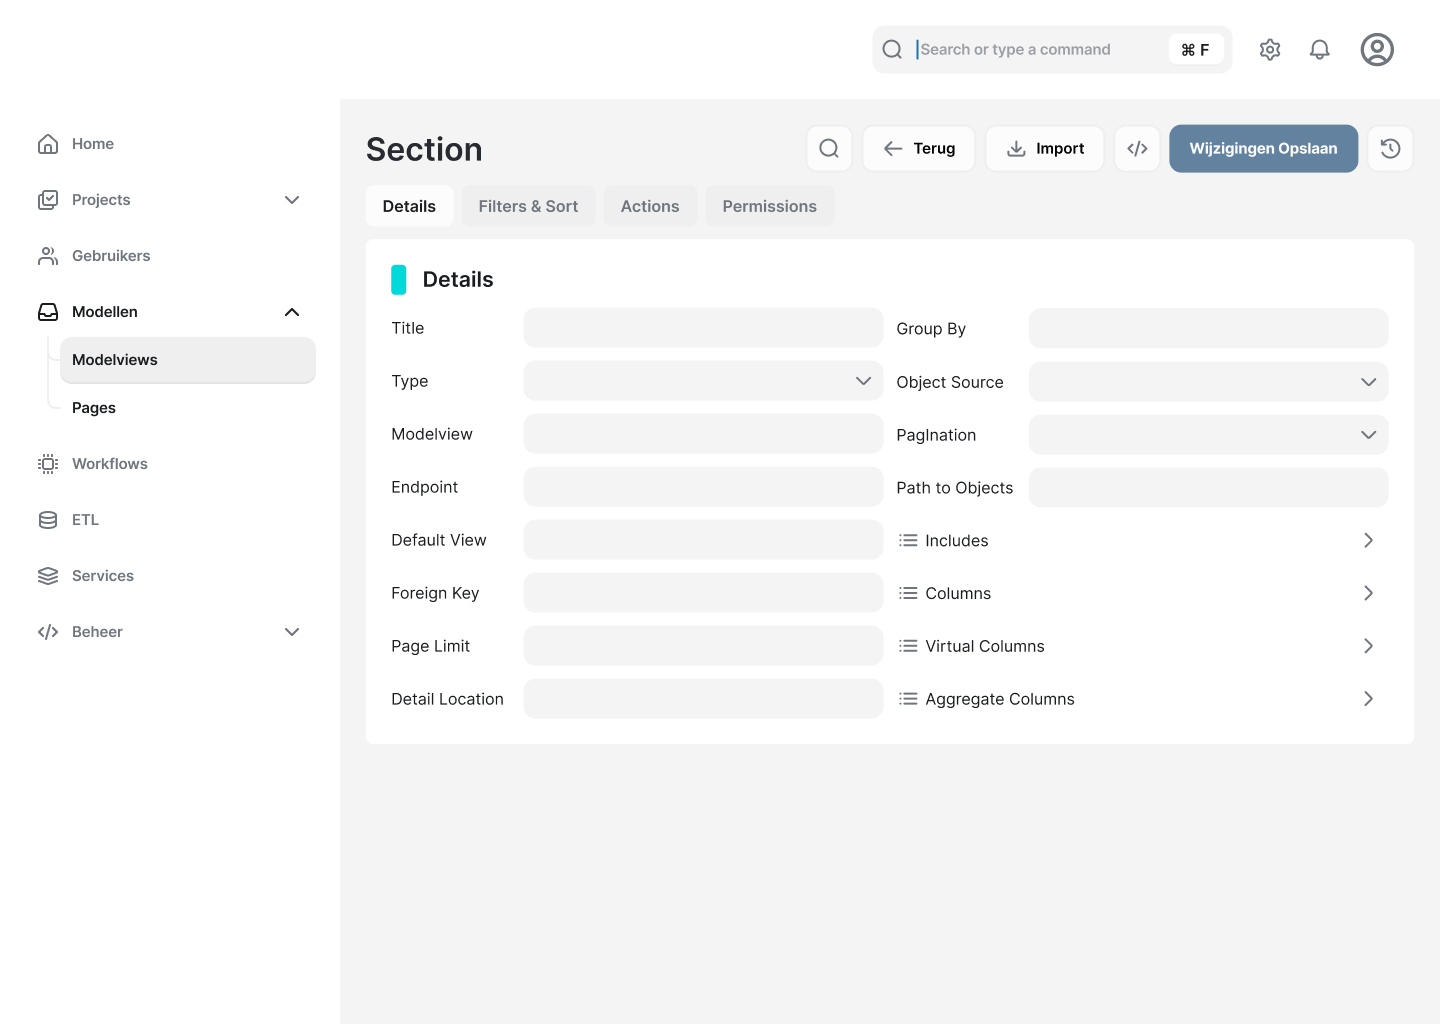 Search or type a command
⌘ F
Home
Projects
Gebruikers
Modellen
Modelviews
Pages
Workflows
ETL
Services
Beheer
Section
Terug
Import
Wijzigingen Opslaan
Details
Filters & Sort
Actions
Permissions
Details
Title
Group By
Type
Object Source
Modelview
PagInation
Endpoint
Path to Objects
Default View
Includes
Foreign Key
Columns
Page Limit
Virtual Columns
Detail Location
Aggregate Columns